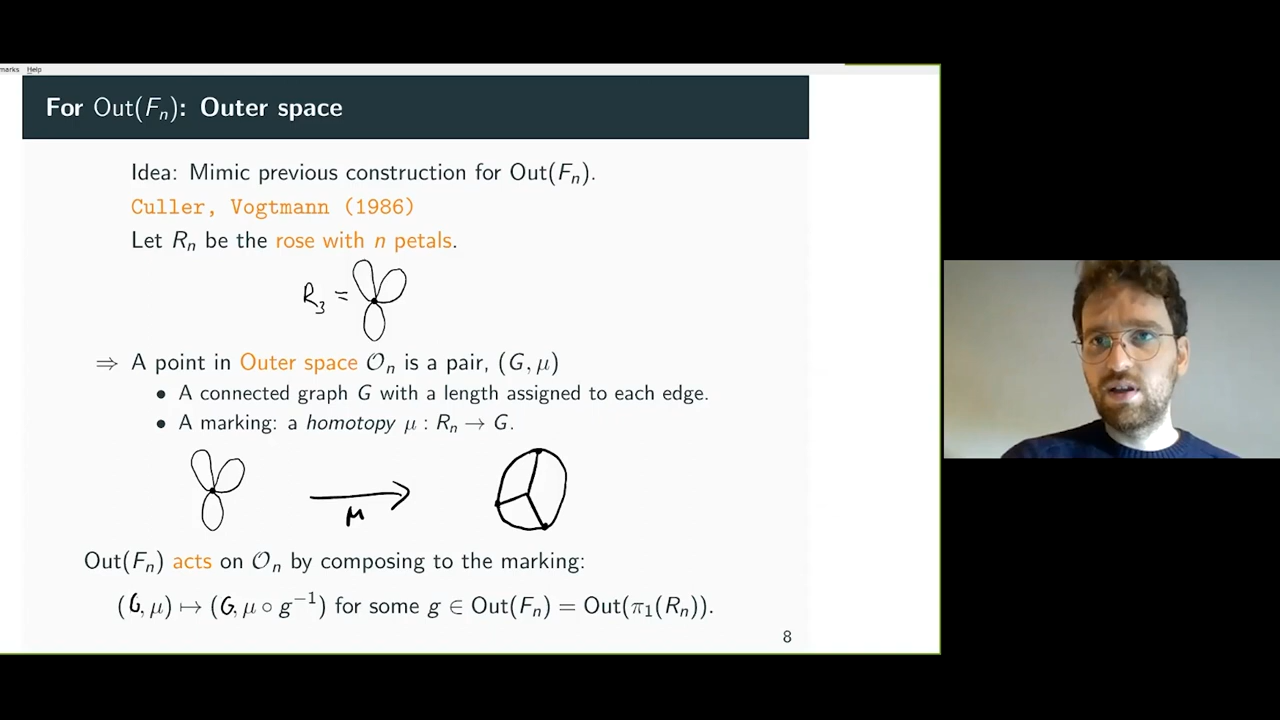 marks Help
For Out(Fₙ): Outer space
Idea: Mimic previous construction for Out(Fₙ).
Culler, Vogtmann (1986)
Let Rₙ be the rose with n petals.
R₃ =
⇒ A point in Outer space 𝒪ₙ is a pair, (G, μ)
• A connected graph G with a length assigned to each edge.
• A marking: a homotopy μ : Rₙ → G.
μ
Out(Fₙ) acts on 𝒪ₙ by composing to the marking:
(G, μ) ↦ (G, μ ∘ g⁻¹) for some g ∈ Out(Fₙ) = Out(π₁(Rₙ)).
8